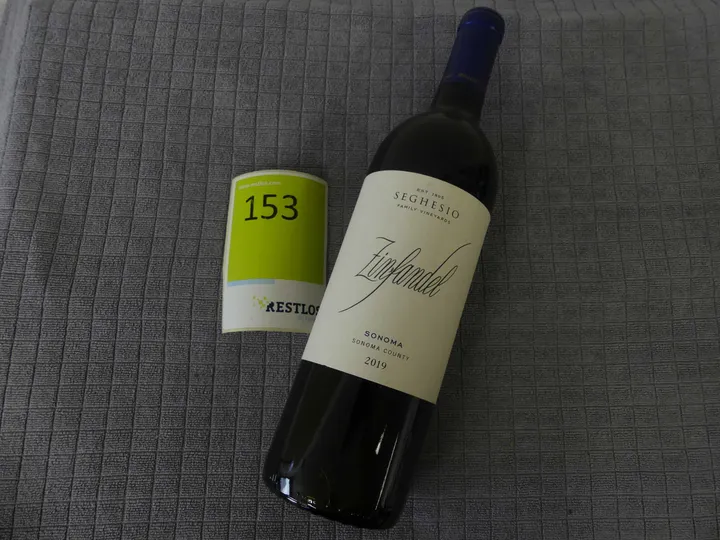 153
RESTLOS
EST 1895
SEGHESIO
FAMILY VINEYARDS
Zinfandel
SONOMA
SONOMA COUNTY
2019